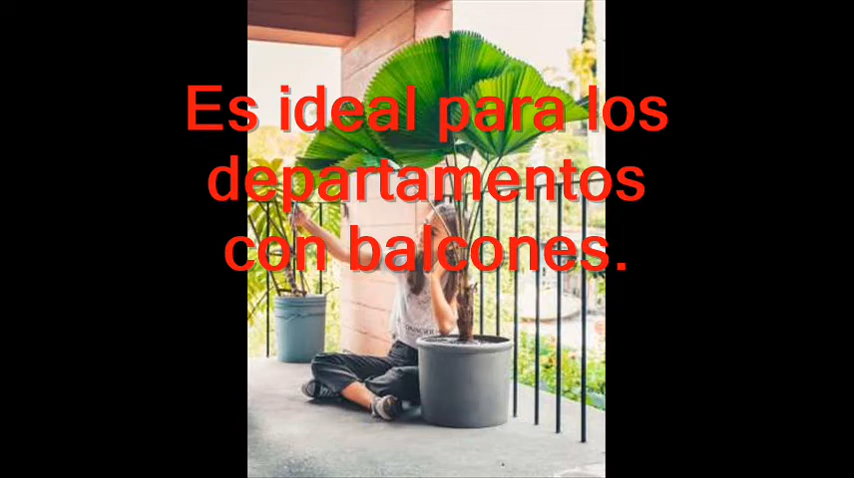 Es ideal para los
departamentos
con balcones.